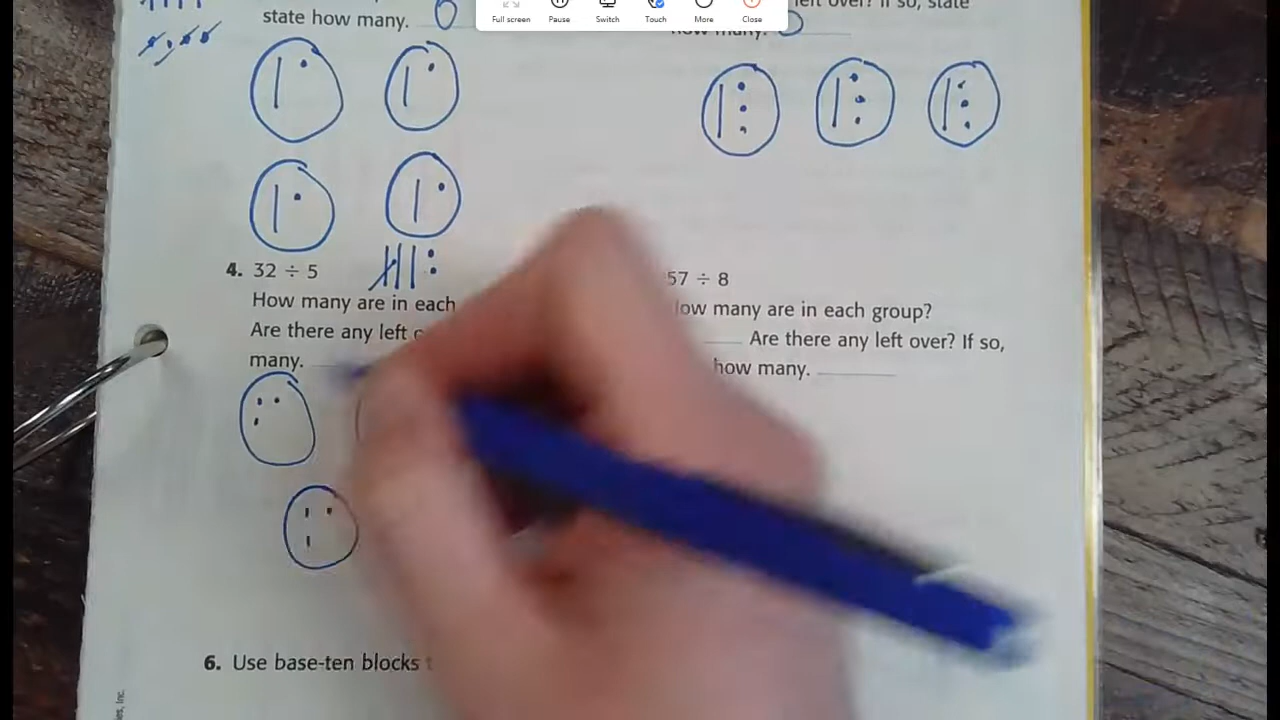 Full screen Pause Switch Touch More Close
state how many. 0
left over? If so, state
how many.
4. 32 ÷ 5
How many are in each
Are there any left
many.
57 ÷ 8
How many are in each group?
Are there any left over? If so,
how many.
6. Use base-ten blocks